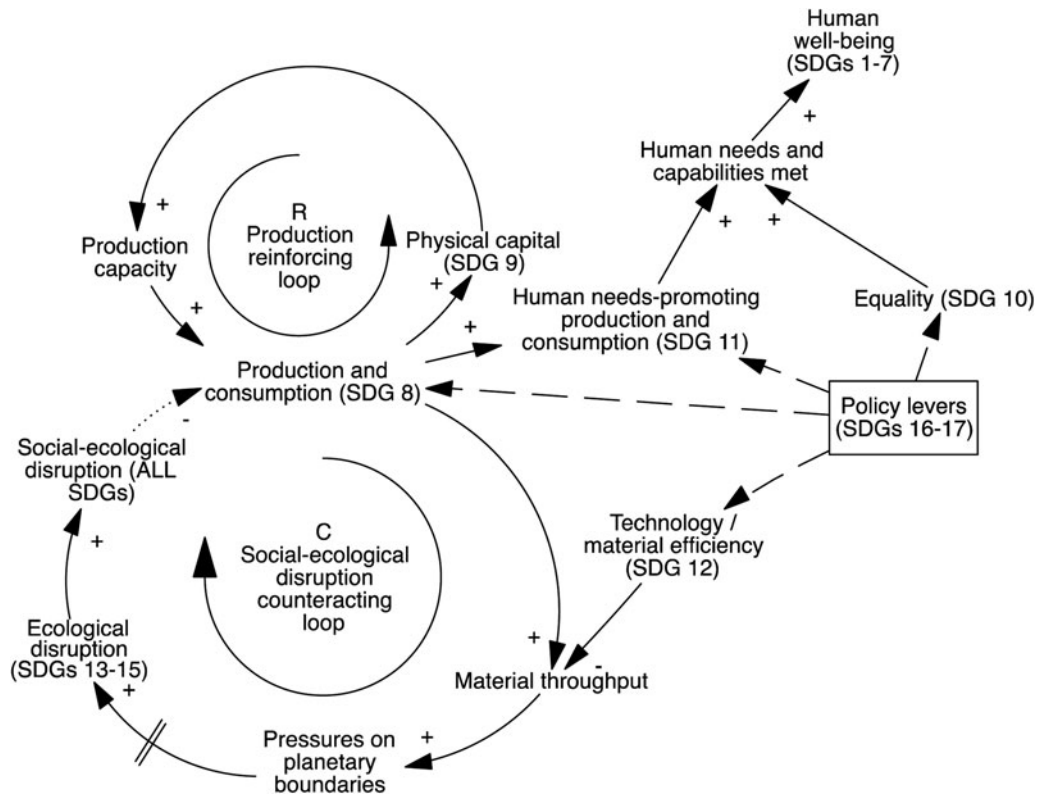 Human
well-being
(SDGs 1-7)
+
Human needs and
capabilities met
+
+
+
R
Production
reinforcing
loop
Production
capacity
Physical capital
(SDG 9)
+
+
Human needs-promoting
production and
consumption (SDG 11)
+
Equality (SDG 10)
Production and
consumption (SDG 8)
Policy levers
(SDGs 16-17)
-
Social-ecological
disruption (ALL
SDGs)
+
C
Social-ecological
disruption
counteracting
loop
Technology /
material efficiency
(SDG 12)
Ecological
disruption
(SDGs 13-15)
+
+
-
Material throughput
+
Pressures on
planetary
boundaries